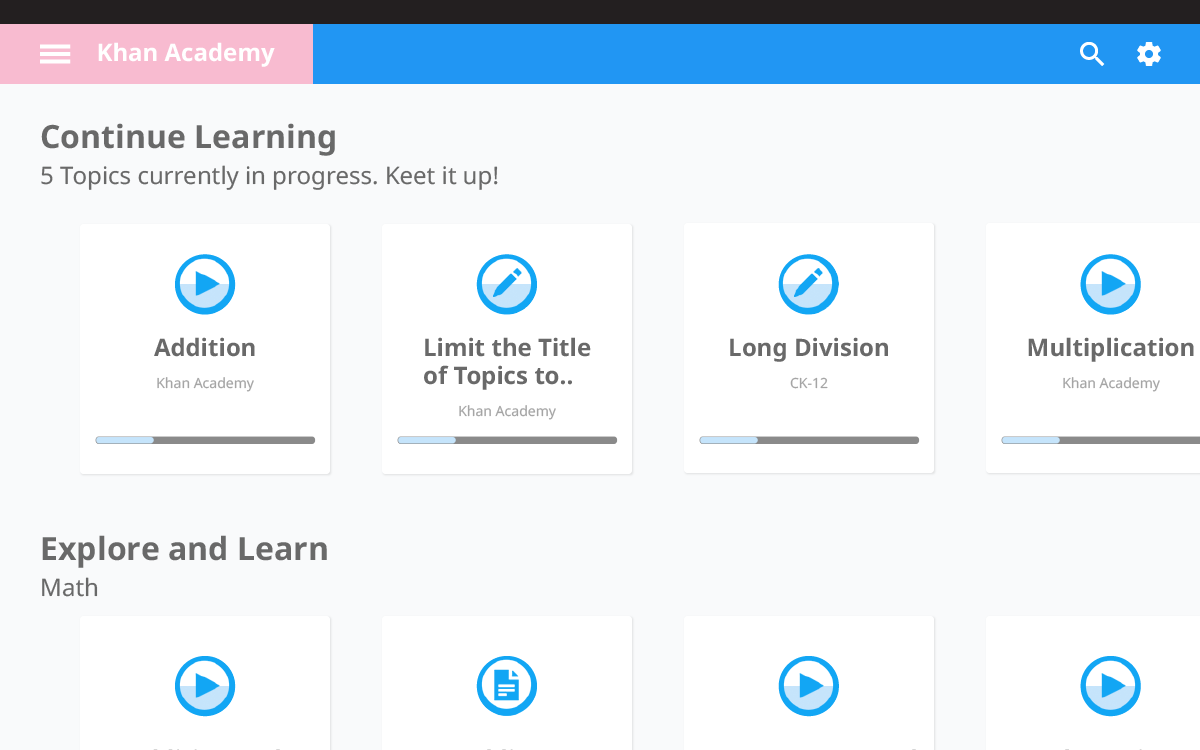 Khan Academy
Continue Learning
5 Topics currently in progress. Keet it up!
Addition
Khan Academy
Limit the Title
of Topics to..
Khan Academy
Long Division
CK-12
Multiplication
Khan Academy
Explore and Learn
Math